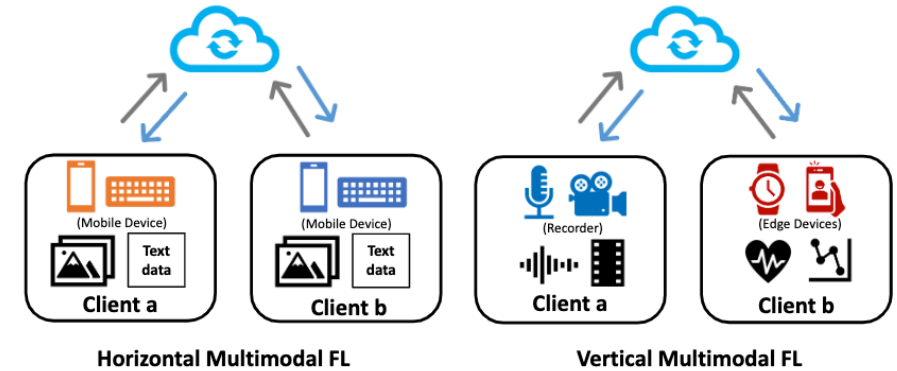 (Mobile Device)
Text
data
Client a
(Mobile Device)
Text
data
Client b
Horizontal Multimodal FL
(Recorder)
Client a
(Edge Devices)
Client b
Vertical Multimodal FL